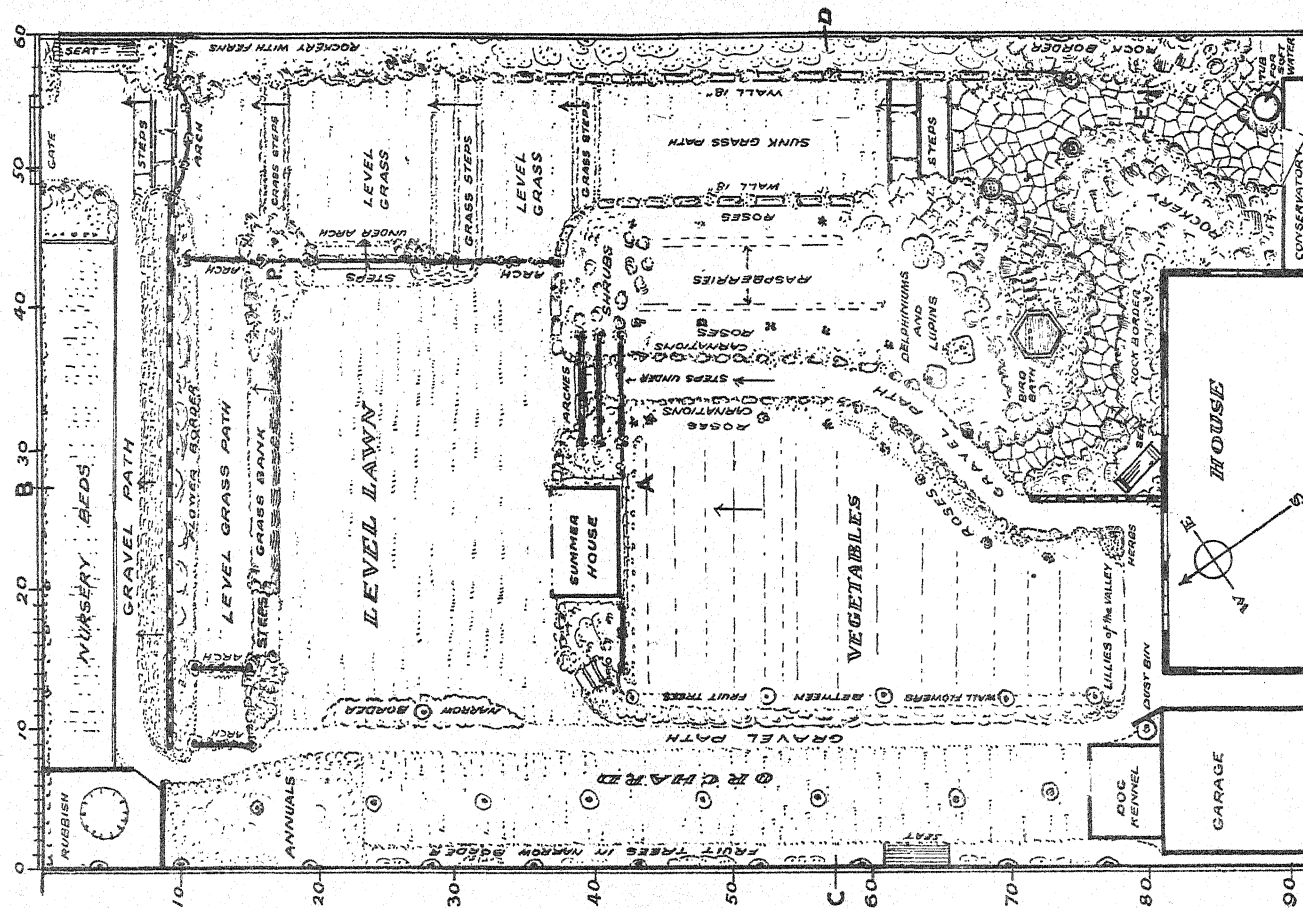 60
50
40
30
B
20
10
0
SEAT
GATE
NURSERY BEDS
GRAVEL PATH
RUBBISH
ROCKERY WITH FERNS
STEPS
ARCH
FLOWER BORDER
LEVEL GRASS PATH
GRASS BANK
STEPS
ARCH
ARCH
ARCH
P
GRASS STEPS
LEVEL
GRASS
UNDER ARCH
STEPS
GRASS STEPS
LEVEL
GRASS
ARCH
GRASS STEPS
LEVEL LAWN
NARROW
BORDER
ANNUALS
ORCHARD
FRUIT TREES IN NARROW
BORDER
GRAVEL PATH
SUMMER
HOUSE
A
ARCHES
SHRUBS
WALL 18"
SUNK GRASS PATH
WALL 18"
ROSES
RASPBERRIES
ROSES
CARNATIONS
STEPS UNDER
CARNATIONS
ROSES
VEGETABLES
FRUIT TREES
WALL FLOWERS BETWEEN
D
STEPS
DELPHINIUMS
AND
LUPINS
GRAVEL PATH
ROSES
BIRD
BATH
ROCK BORDER
E
ROCKERY
ROCK BORDER
TUB
FOR
SOFT
WATER
CONSERVATORY
SEAT
HOUSE
HERBS
LILLIES of the VALLEY
DUST BIN
DOG
KENNEL
GARAGE
SEAT
C
E
S
W
10
20
30
40
50
60
70
80
90